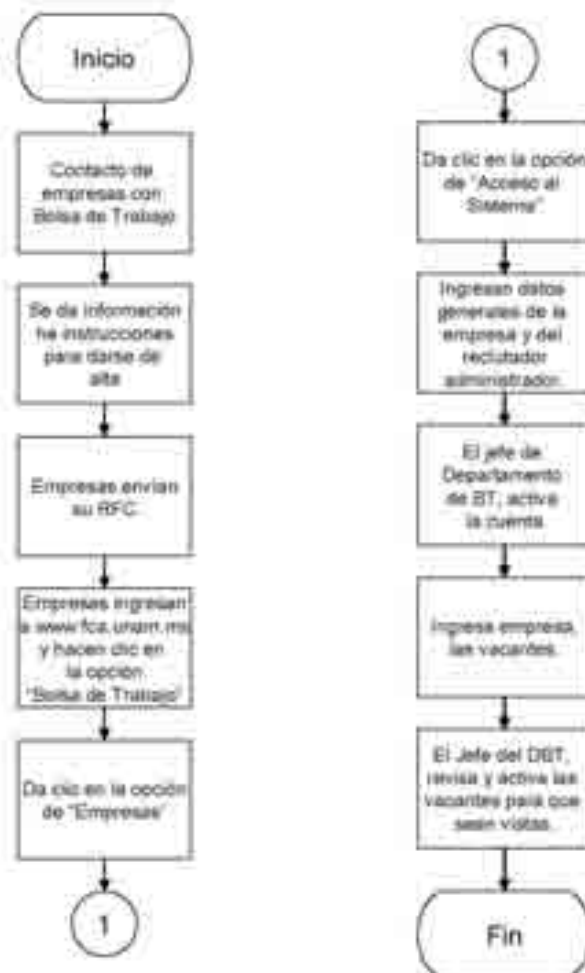 Inicio
Contacto de
empresas con
Bolsa de Trabajo
Se da información
he instrucciones
para darse de
alta
Empresas envían
su RFC.
Empresas ingresan
a www.fca.unam.mx
y hacen clic en
la opción
"Bolsa de Trabajo"
Da clic en la opción
de "Empresas"
1
1
Da clic en la opción
de "Acceso al
Sistema"
Ingresan datos
generales de la
empresa y del
reclutador
administrador.
El jefe de
Departamento
de BT, activa
la cuenta
Ingresa empresa
las vacantes.
El Jefe del DBT,
revisa y activa las
vacantes para que
sean vistas.
Fin